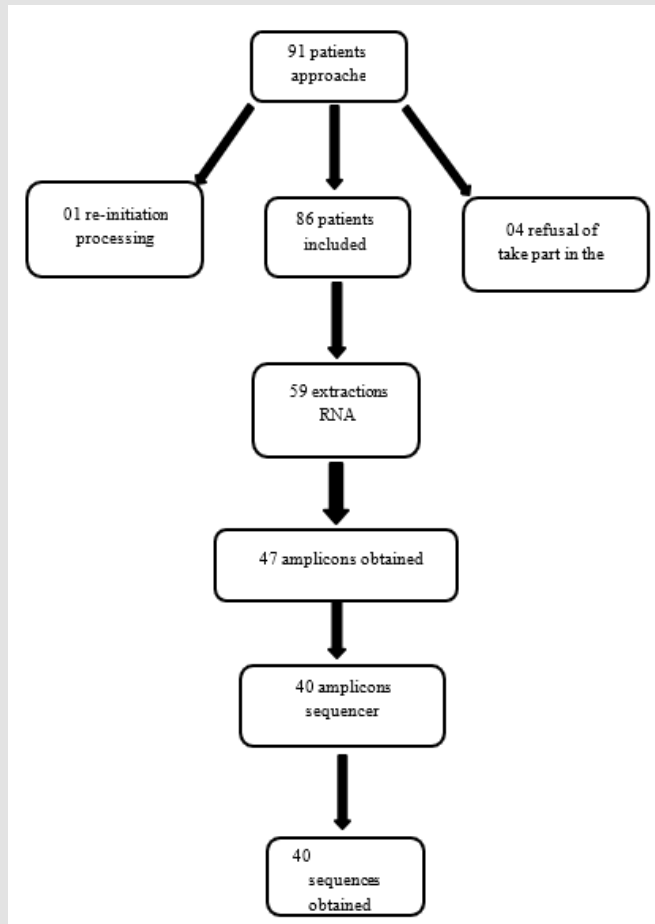 91 patients
approache
01 re-initiation
processing
86 patients
included
04 refusal of
take part in the
59 extractions
RNA
47 amplicons obtained
40 amplicons
sequencer
40
sequences
obtained